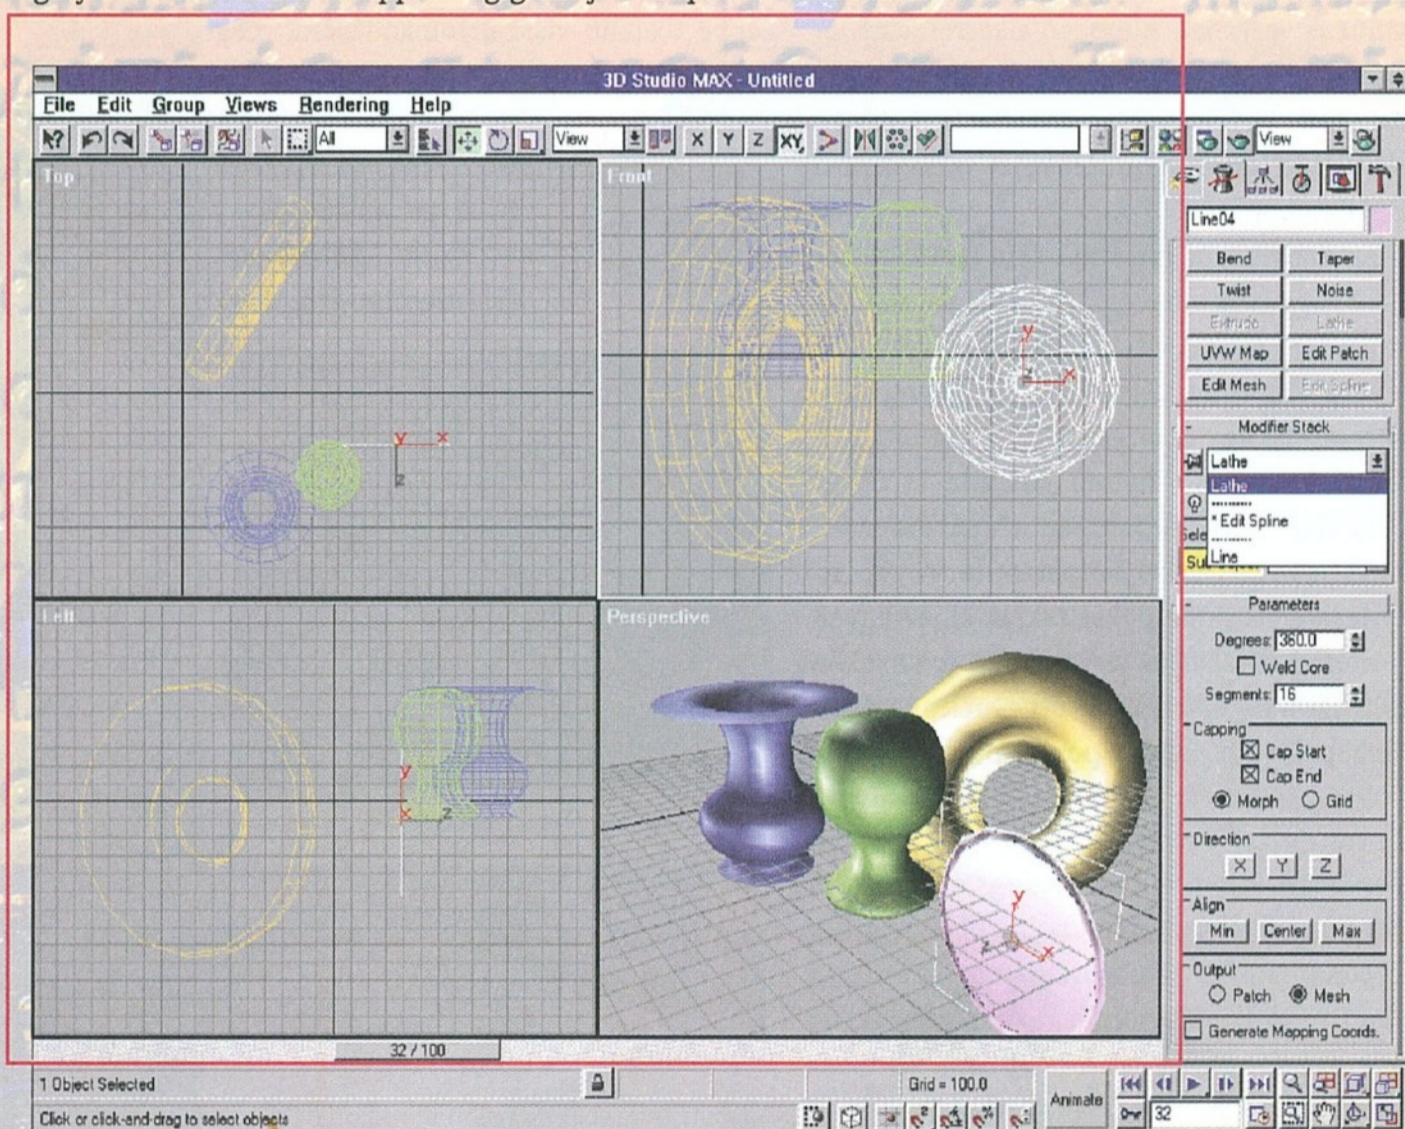 3D Studio MAX - Untitled
File Edit Group Views Rendering Help
All View X Y Z XY View
Top
Front
Line04
Bend Taper
Twist Noise
Extrude Lathe
UVW Map Edit Patch
Edit Mesh Edit Spline
Modifier Stack
Lathe
Lathe
----------
* Edit Spline
----------
Line
y
x
z
y
x
z
Left
Perspective
y
x
z
y
z
x
Parameters
Degrees: 360.0
Weld Core
Segments: 16
Capping
Cap Start
Cap End
Morph Grid
Direction
X Y Z
Align
Min Center Max
Output
Patch Mesh
Generate Mapping Coords.
32 / 100
1 Object Selected
Grid = 100.0
Animate
Click or click-and-drag to select objects
32